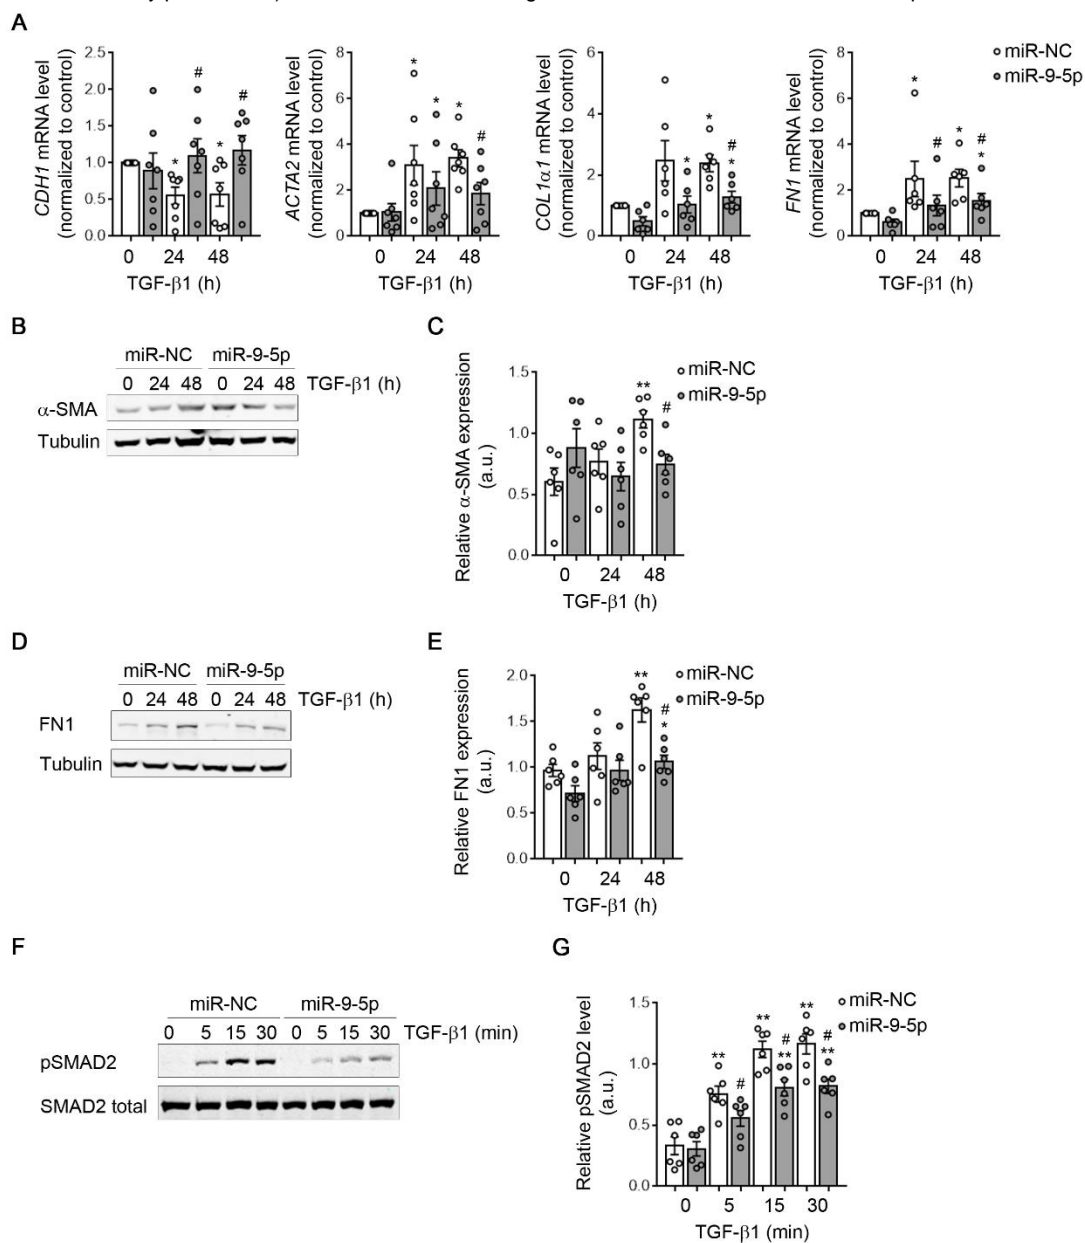 A
CDH1 mRNA level
(normalized to control)
2.5
2.0
1.5
1.0
0.5
0.0
* # * #
0 24 48
TGF-β1 (h)
ACTA2 mRNA level
(normalized to control)
8
6
4
2
0
* * * #
0 24 48
TGF-β1 (h)
COL1α1 mRNA level
(normalized to control)
6
4
2
0
* * #
*
0 24 48
TGF-β1 (h)
FN1 mRNA level
(normalized to control)
8
6
4
2
0
* # * #
*
0 24 48
TGF-β1 (h)
miR-NC
miR-9-5p
B
miR-NC miR-9-5p
0 24 48 0 24 48 TGF-β1 (h)
α-SMA
Tubulin
C
Relative α-SMA expression
(a.u.)
1.5
1.0
0.5
0.0
** #
miR-NC
miR-9-5p
0 24 48
TGF-β1 (h)
D
miR-NC miR-9-5p
0 24 48 0 24 48 TGF-β1 (h)
FN1
Tubulin
E
Relative FN1 expression
(a.u.)
2.0
1.5
1.0
0.5
0.0
** #
*
miR-NC
miR-9-5p
0 24 48
TGF-β1 (h)
F
miR-NC miR-9-5p
0 5 15 30 0 5 15 30 TGF-β1 (min)
pSMAD2
SMAD2 total
G
Relative pSMAD2 level
(a.u.)
1.5
1.0
0.5
0.0
** # ** #
** ** #
**
miR-NC
miR-9-5p
0 5 15 30
TGF-β1 (min)